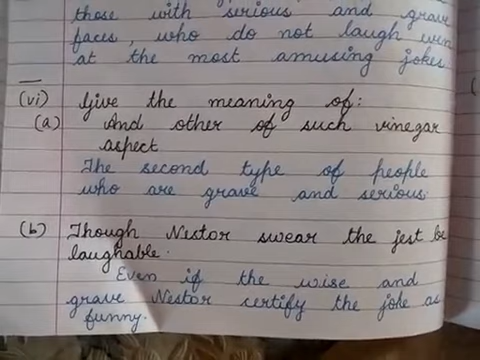 those with serious and grave
faces, who do not laugh even
at the most amusing jokes.
(vi) Give the meaning of:
(a) And other of such vinegar
aspect
The second type of people
who are grave and serious.
(b) Though Nestor swear the jest be
laughable.
Even if the wise and
grave Nestor certify the joke as
funny.